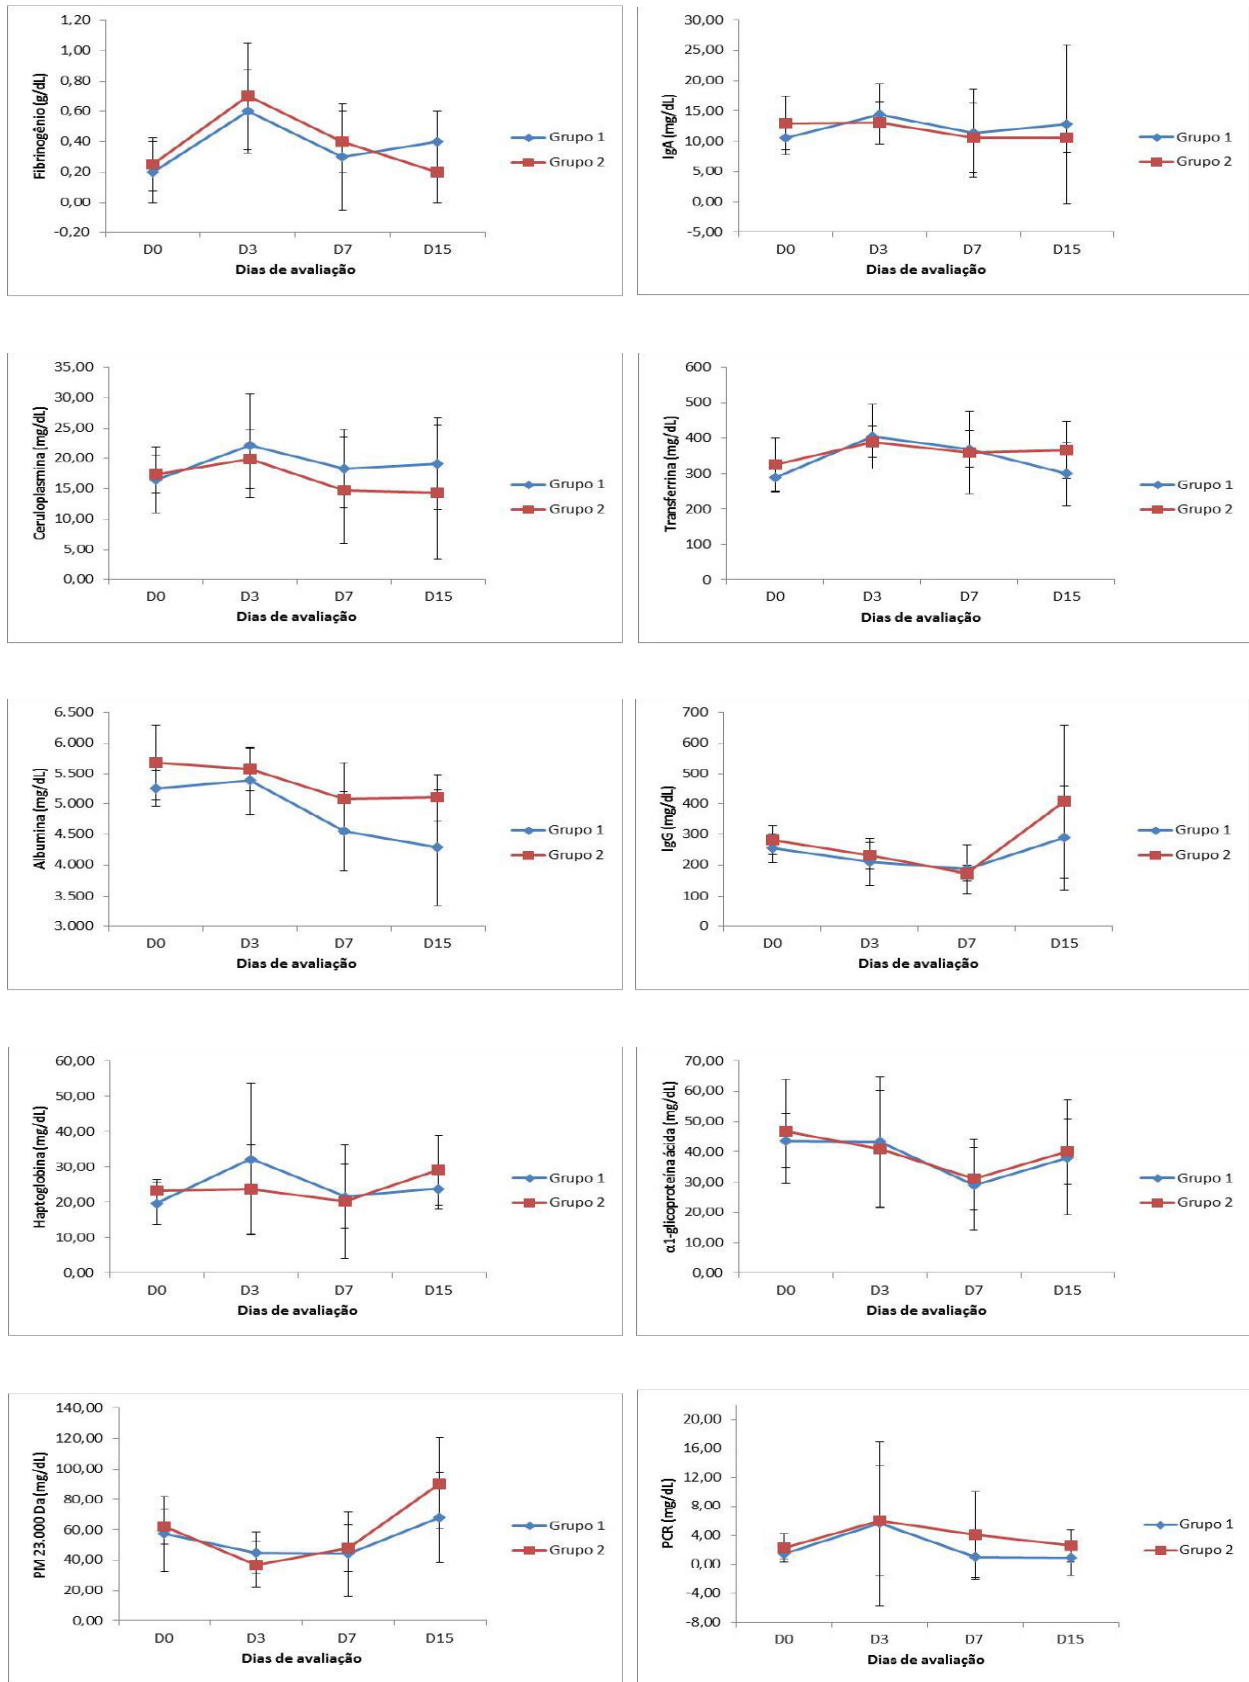 Fibrinogênio (g/dL)
1,20
1,00
0,80
0,60
0,40
0,20
0,00
-0,20
D0 D3 D7 D15
Dias de avaliação
Grupo 1
Grupo 2
IgA (mg/dL)
30,00
25,00
20,00
15,00
10,00
5,00
0,00
-5,00
D0 D3 D7 D15
Dias de avaliação
Grupo 1
Grupo 2
Ceruloplasmina (mg/dL)
35,00
30,00
25,00
20,00
15,00
10,00
5,00
0,00
D0 D3 D7 D15
Dias de avaliação
Grupo 1
Grupo 2
Transferrina (mg/dL)
600
500
400
300
200
100
0
D0 D3 D7 D15
Dias de avaliação
Grupo 1
Grupo 2
Albumina (mg/dL)
6.500
6.000
5.500
5.000
4.500
4.000
3.500
3.000
D0 D3 D7 D15
Dias de avaliação
Grupo 1
Grupo 2
IgG (mg/dL)
700
600
500
400
300
200
100
0
D0 D3 D7 D15
Dias de avaliação
Grupo 1
Grupo 2
Haptoglobina (mg/dL)
60,00
50,00
40,00
30,00
20,00
10,00
0,00
D0 D3 D7 D15
Dias de avaliação
Grupo 1
Grupo 2
α1-glicoproteina ácida (mg/dL)
70,00
60,00
50,00
40,00
30,00
20,00
10,00
0,00
D0 D3 D7 D15
Dias de avaliação
Grupo 1
Grupo 2
PM 23.000 Da (mg/dL)
140,00
120,00
100,00
80,00
60,00
40,00
20,00
0,00
D0 D3 D7 D15
Dias de avaliação
Grupo 1
Grupo 2
PCR (mg/dL)
20,00
16,00
12,00
8,00
4,00
0,00
-4,00
-8,00
D0 D3 D7 D15
Dias de avaliação
Grupo 1
Grupo 2